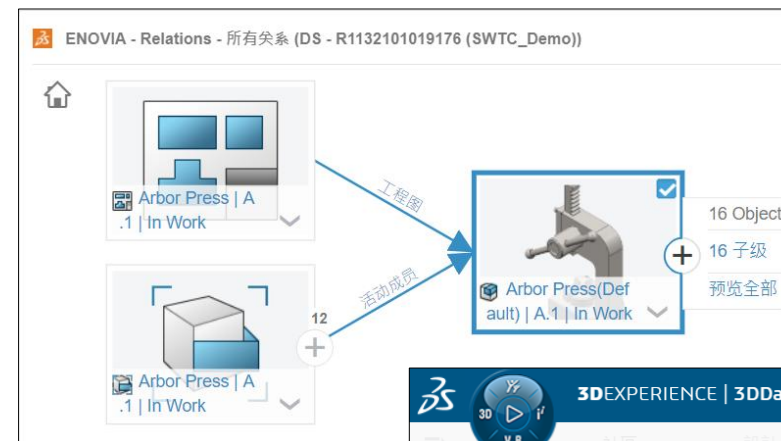 ENOVIA - Relations - 所有关系 (DS - R1132101019176 (SWTC_Demo))
Arbor Press | A
.1 | In Work
工程图
Arbor Press(Def
ault) | A.1 | In Work
16 Object
16 子级
预览全部
活动成员
12
Arbor Press | A
.1 | In Work
3DEXPERIENCE | 3DDa
3D
V.R